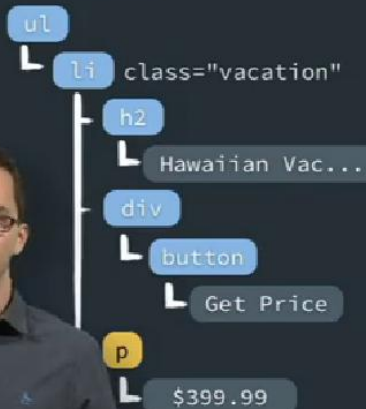 ul
li class="vacation"
h2
Hawaiian Vac...
div
button
Get Price
p
$399.99